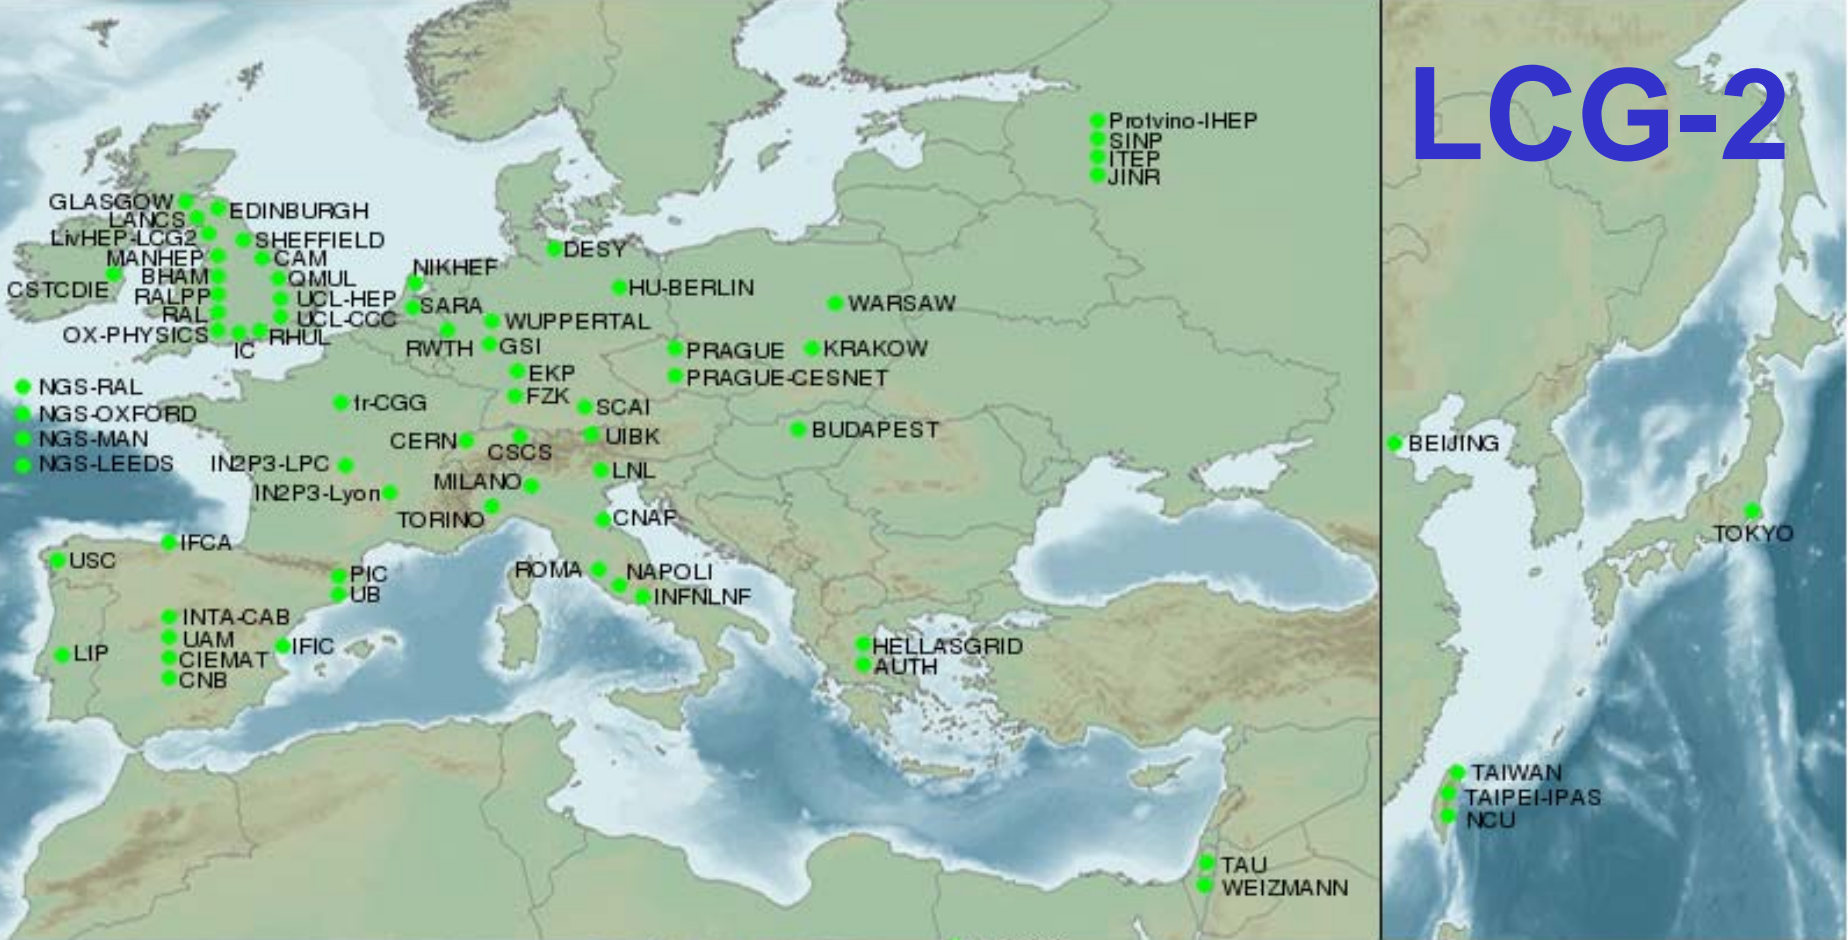 LCG-2
Protvino-IHEP
SINP
ITEP
JINR
GLASGOW
LANCS
EDINBURGH
LivHEP-LCG2
SHEFFIELD
MANHEP
CAM
BHAM
QMUL
CSTCDIE
RALPP
UCL-HEP
RAL
UCL-CCC
OX-PHYSICS
IC
RHUL
DESY
NIKHEF
HU-BERLIN
SARA
WARSAW
WUPPERTAL
RWTH
GSI
PRAGUE
KRAKOW
EKP
PRAGUE-CESNET
NGS-RAL
NGS-OXFORD
NGS-MAN
NGS-LEEDS
fr-CGG
FZK
SCAI
CERN
CSCS
UIBK
BUDAPEST
IN2P3-LPC
LNL
MILANO
IN2P3-Lyon
TORINO
CNAF
IFCA
USC
PIC
UB
ROMA
NAPOLI
INFNLNF
INTA-CAB
UAM
IFIC
LIP
CIEMAT
CNB
HELLASGRID
AUTH
TAU
WEIZMANN
BEIJING
TOKYO
TAIWAN
TAIPEI-IPAS
NCU